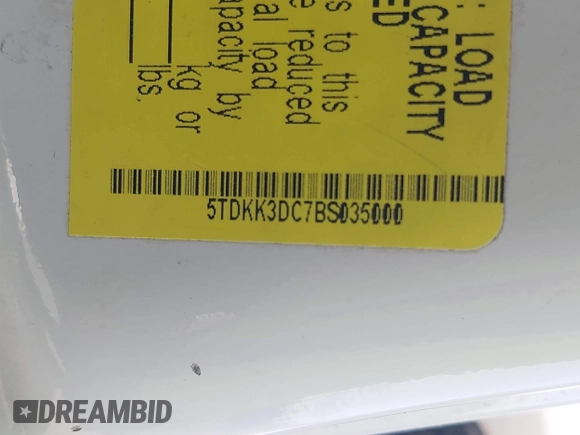 : LOAD
CAPACITY
ED
s to this
e reduced
al load
apacity by
kg or
lbs.
5TDKK3DC7BS035000
DREAMBID